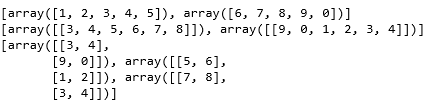 [array([1, 2, 3, 4, 5]), array([6, 7, 8, 9, 0])]
[array([[3, 4, 5, 6, 7, 8]]), array([[9, 0, 1, 2, 3, 4]])]
[array([[3, 4],
       [9, 0]]), array([[5, 6],
       [1, 2]]), array([[7, 8],
       [3, 4]])]